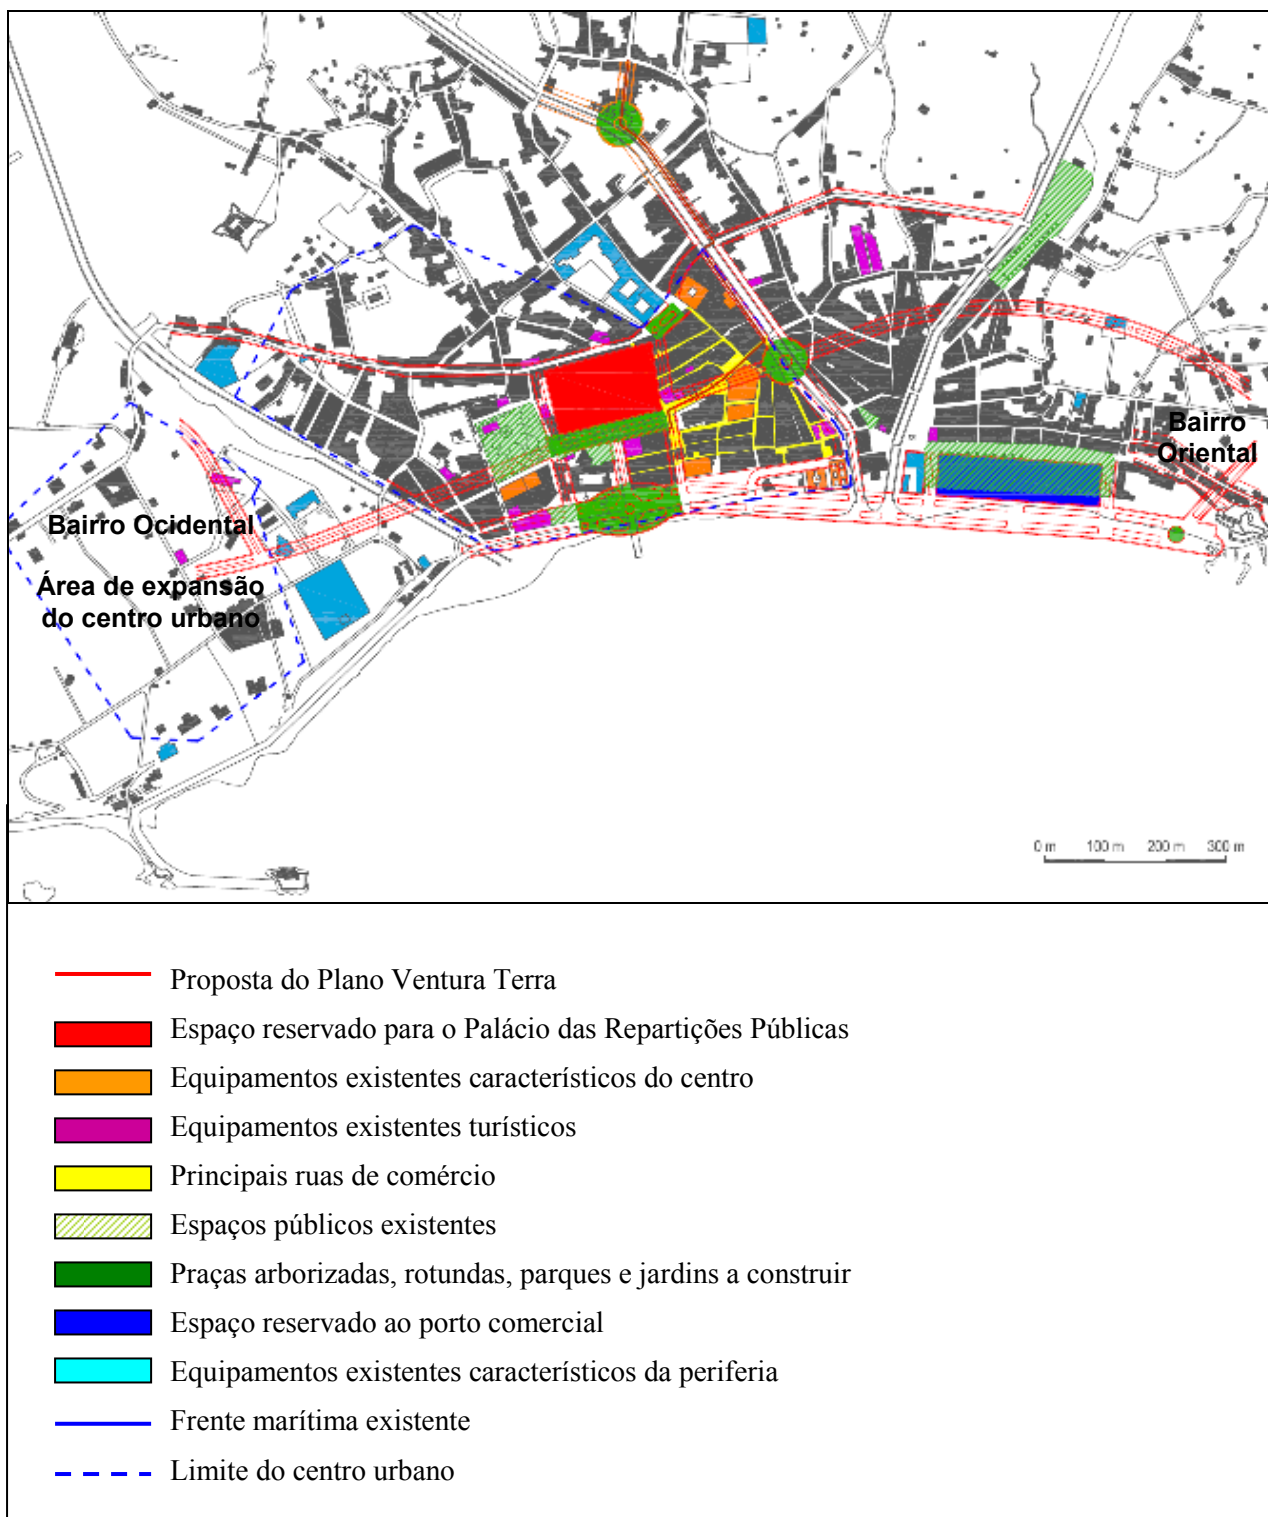 Bairro
Oriental
Bairro Ocidental
Área de expansão
do centro urbano
0 m 100 m 200 m 300 m
Proposta do Plano Ventura Terra
Espaço reservado para o Palácio das Repartições Públicas
Equipamentos existentes característicos do centro
Equipamentos existentes turísticos
Principais ruas de comércio
Espaços públicos existentes
Praças arborizadas, rotundas, parques e jardins a construir
Espaço reservado ao porto comercial
Equipamentos existentes característicos da periferia
Frente marítima existente
Limite do centro urbano